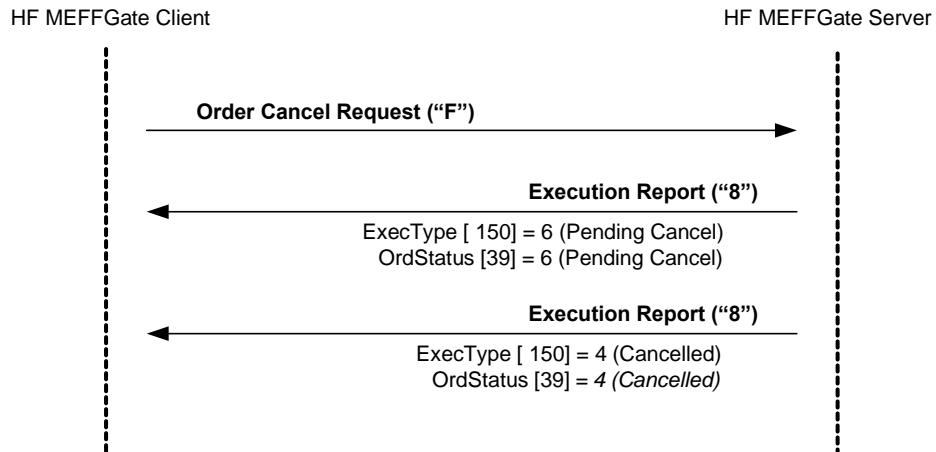 HF MEFFGate Client
HF MEFFGate Server
Order Cancel Request (“F”)
Execution Report (“8”)
ExecType [ 150] = 6 (Pending Cancel)
OrdStatus [39] = 6 (Pending Cancel)
Execution Report (“8”)
ExecType [ 150] = 4 (Cancelled)
OrdStatus [39] = 4 (Cancelled)